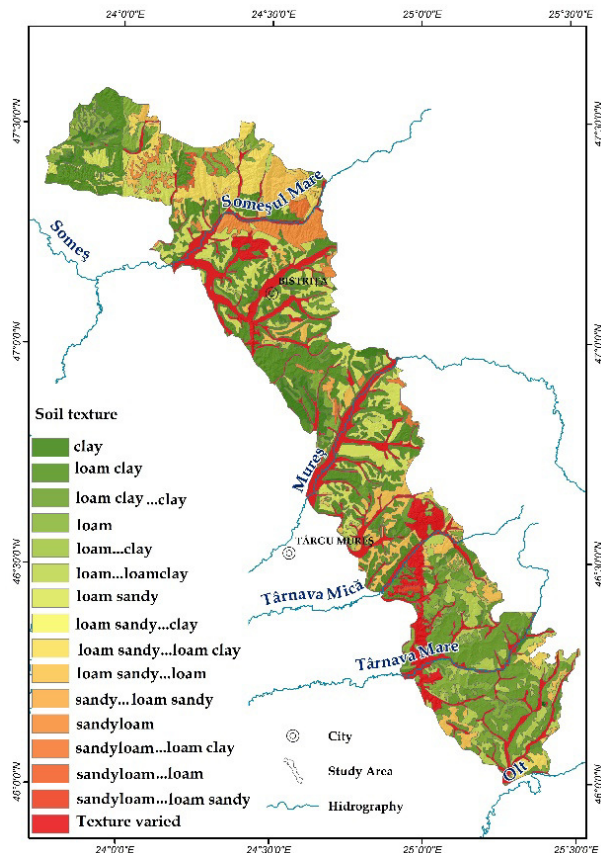 24°0'0"E 24°30'0"E 25°0'0"E 25°30'0"E
47°30'0"N 47°30'0"N
Someşul Mare
Someş
BISTRIŢA
47°0'0"N 47°0'0"N
Soil texture
clay
loam clay
loam clay...clay
loam
loam...clay
loam...loamclay
loam sandy
loam sandy...clay
loam sandy...loam clay
loam sandy...loam
sandy...loam sandy
sandyloam
sandyloam...loam clay
sandyloam...loam
sandyloam...loam sandy
Texture varied
Mureş
TÂRGU MUREŞ
46°30'0"N 46°30'0"N
Târnava Mică
Târnava Mare
City
Study Area
Hidrography
Olt
46°0'0"N 46°0'0"N
24°0'0"E 24°30'0"E 25°0'0"E 25°30'0"E